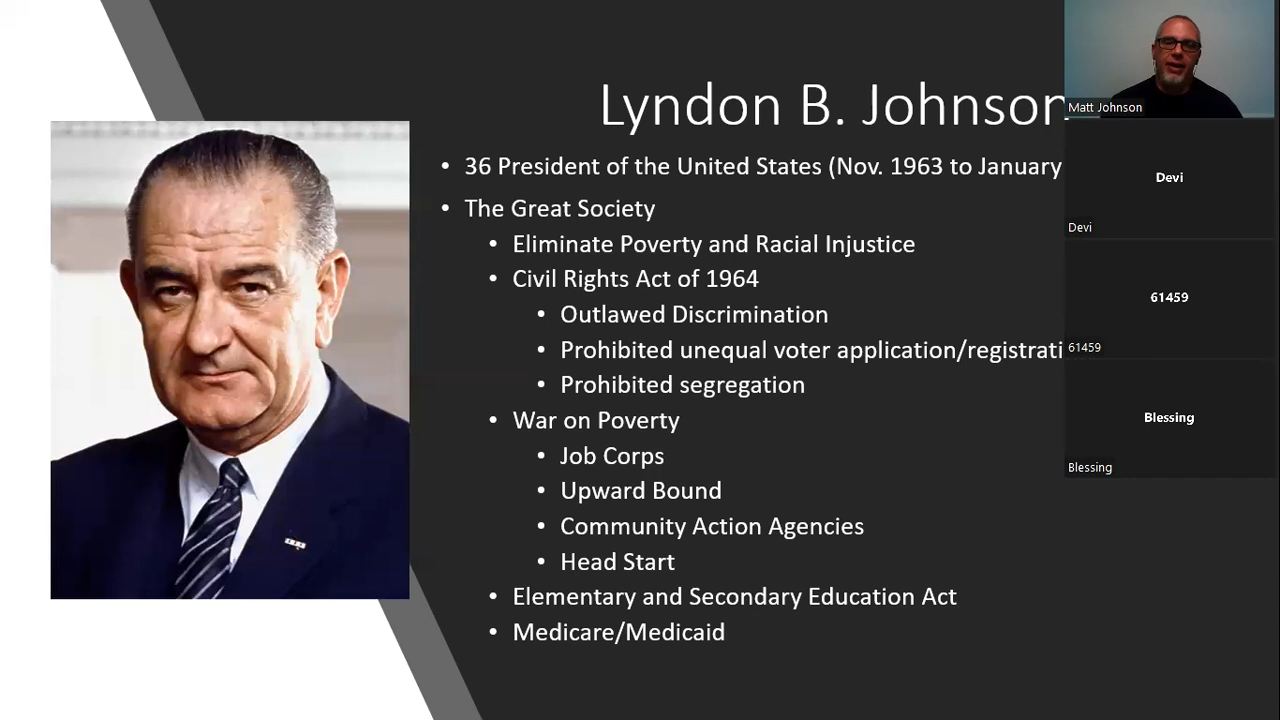 Lyndon B. Johnson
• 36 President of the United States (Nov. 1963 to January
• The Great Society
• Eliminate Poverty and Racial Injustice
• Civil Rights Act of 1964
• Outlawed Discrimination
• Prohibited unequal voter application/registrati
• Prohibited segregation
• War on Poverty
• Job Corps
• Upward Bound
• Community Action Agencies
• Head Start
• Elementary and Secondary Education Act
• Medicare/Medicaid
Matt Johnson
Devi
Devi
61459
61459
Blessing
Blessing